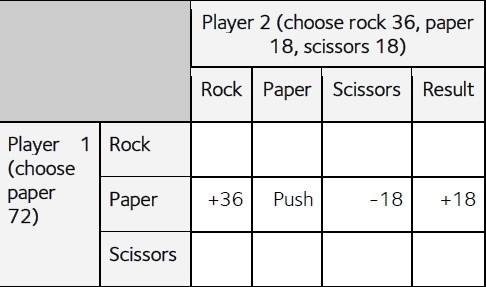 Player 2 (choose rock 36, paper
18, scissors 18)
Rock Paper Scissors Result
Player 1
(choose
paper
72)
Rock
Paper +36 Push -18 +18
Scissors